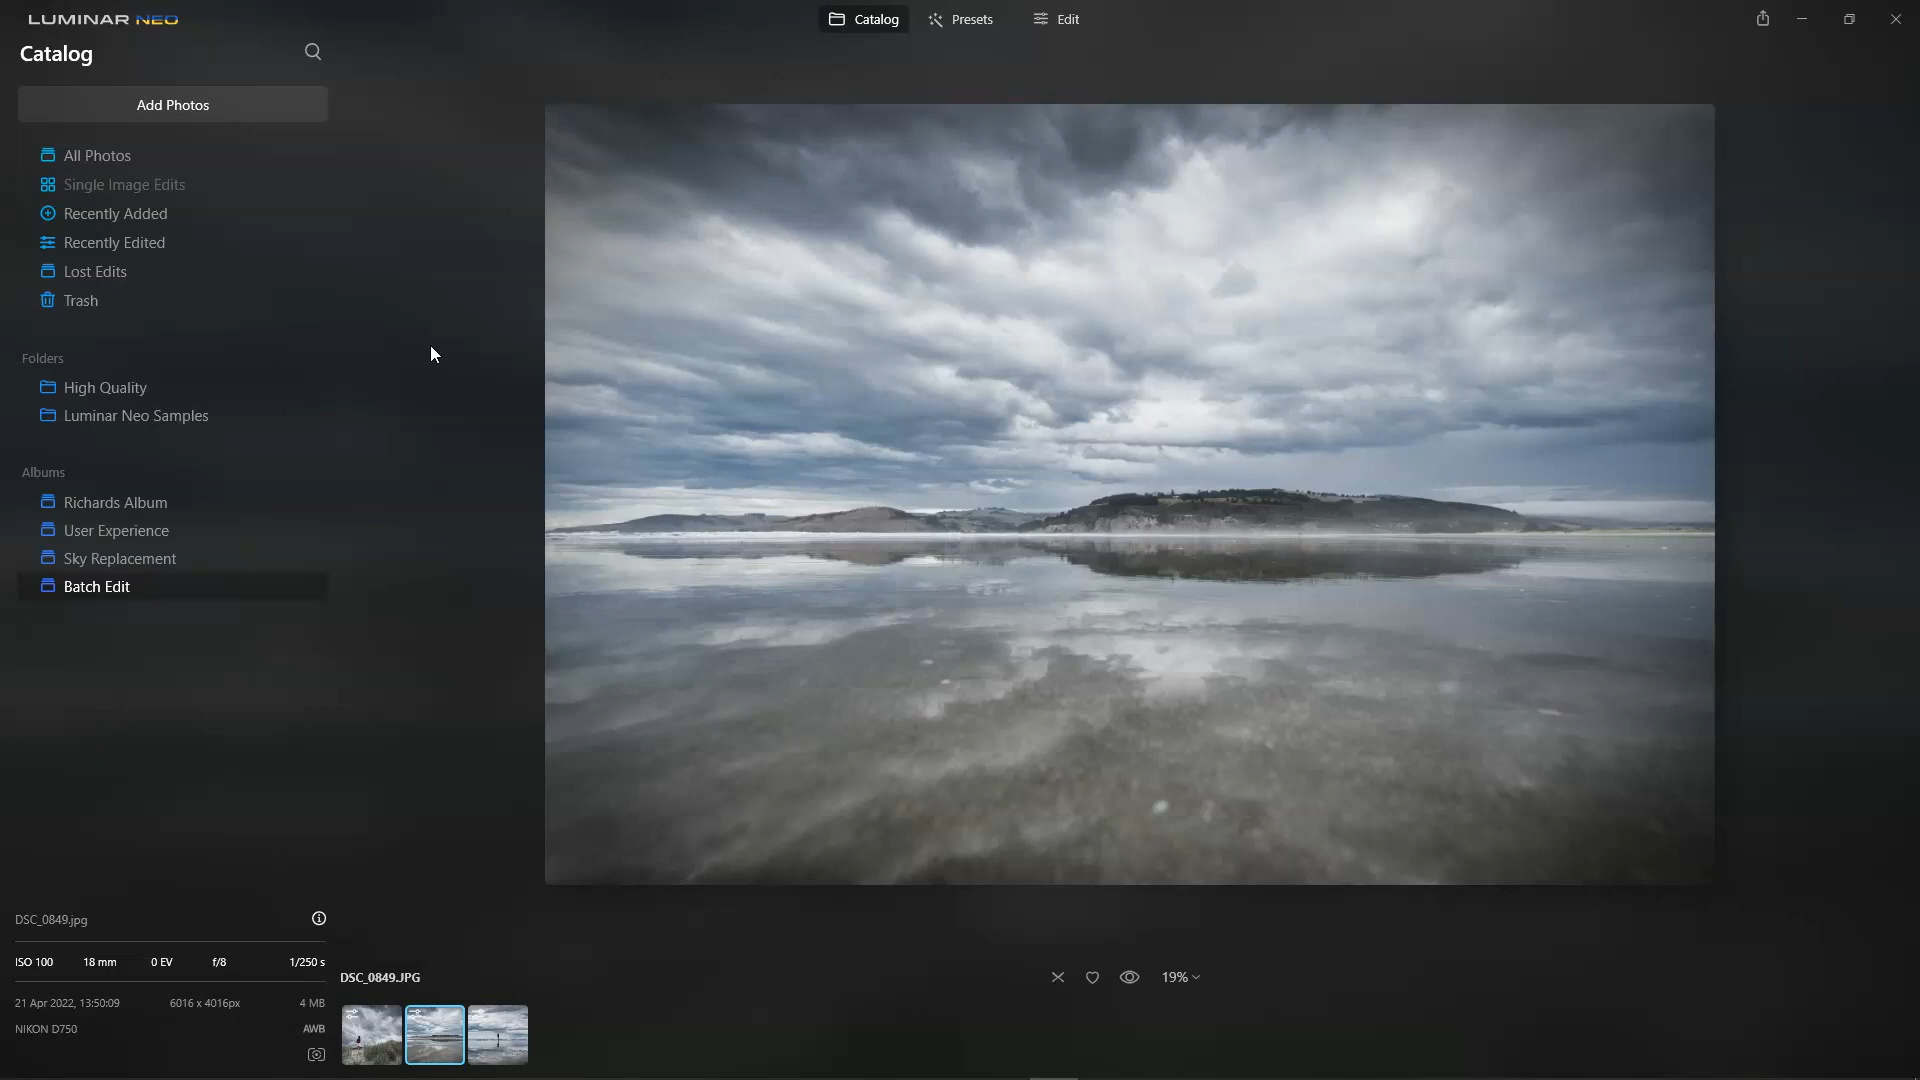 LUMINAR NEO
Catalog
Presets
Edit
Catalog
Add Photos
All Photos
Single Image Edits
Recently Added
Recently Edited
Lost Edits
Trash
Folders
High Quality
Luminar Neo Samples
Albums
Richards Album
User Experience
Sky Replacement
Batch Edit
DSC_0849.jpg
ISO 100 18 mm 0 EV f/8 1/250 s
21 Apr 2022, 13:50:09 6016 x 4016px 4 MB
NIKON D750 AWB
DSC_0849.JPG
19%